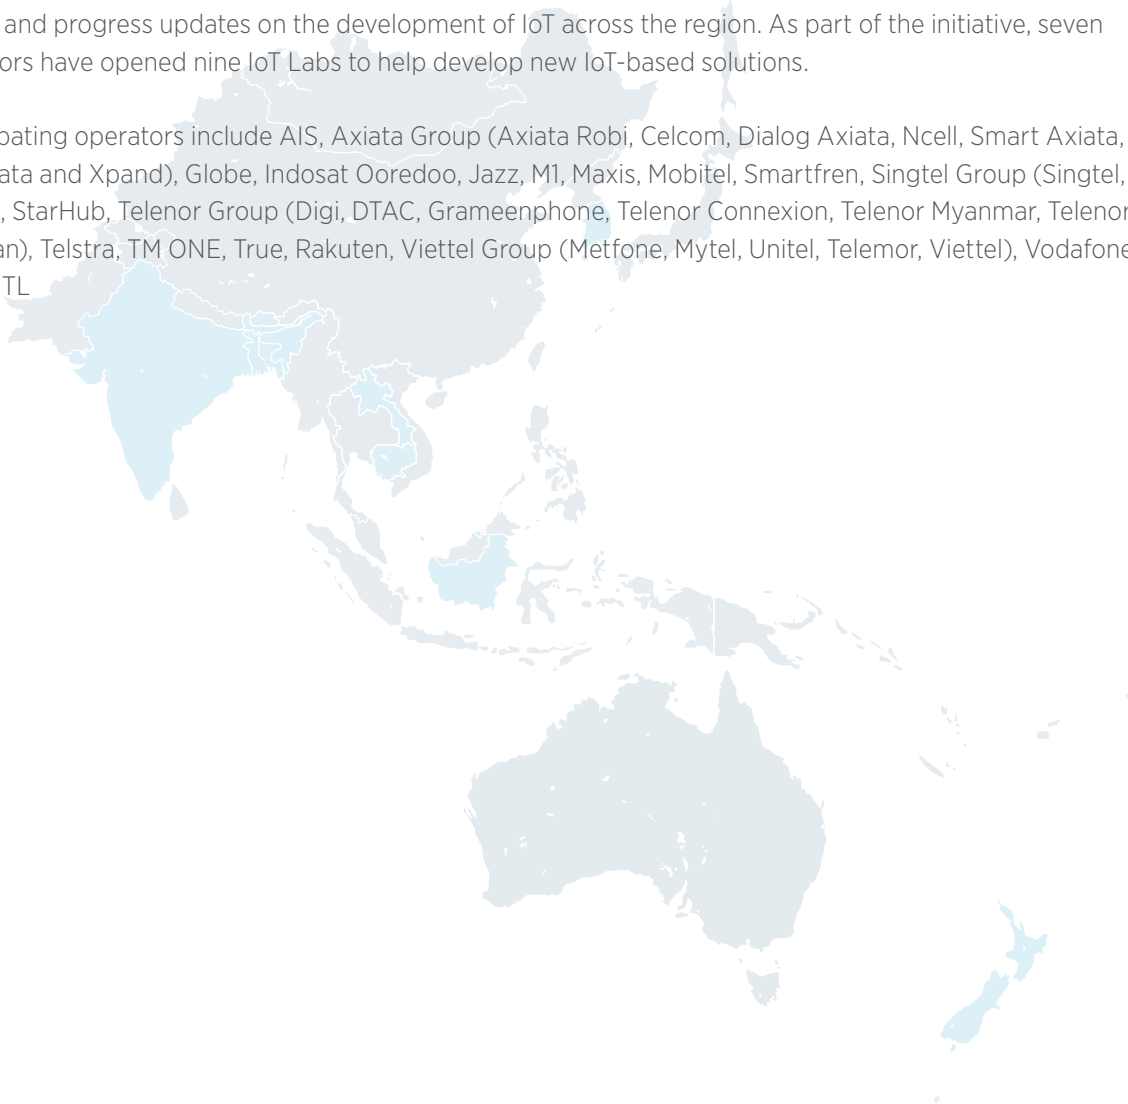 and progress updates on the development of IoT across the region. As part of the initiative, seven
ors have opened nine IoT Labs to help develop new IoT-based solutions.
pating operators include AIS, Axiata Group (Axiata Robi, Celcom, Dialog Axiata, Ncell, Smart Axiata,
ata and Xpand), Globe, Indosat Ooredoo, Jazz, M1, Maxis, Mobitel, Smartfren, Singtel Group (Singtel,
, StarHub, Telenor Group (Digi, DTAC, Grameenphone, Telenor Connexion, Telenor Myanmar, Telenor
an), Telstra, TM ONE, True, Rakuten, Viettel Group (Metfone, Mytel, Unitel, Telemor, Viettel), Vodafone
TL